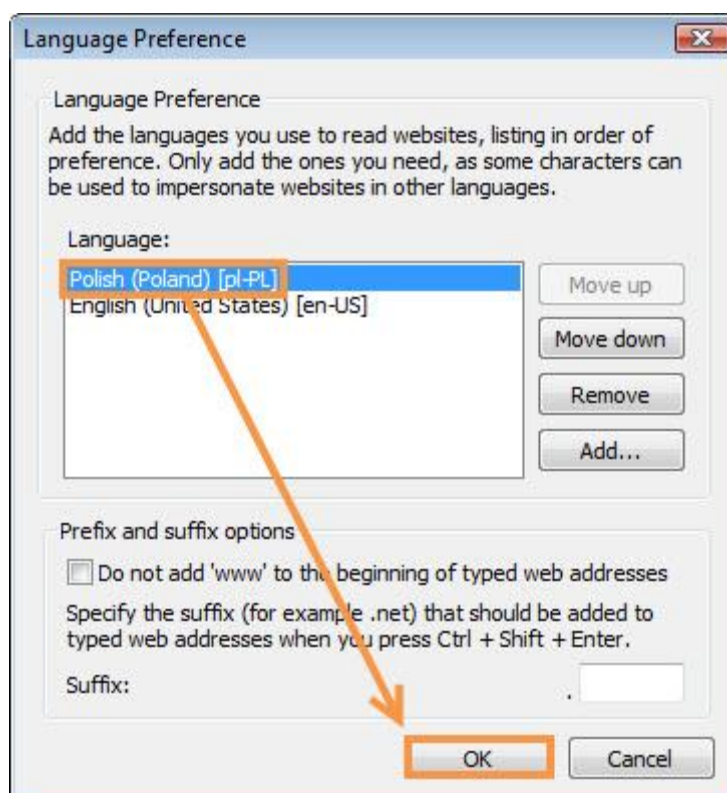 Language Preference
Language Preference
Add the languages you use to read websites, listing in order of
preference. Only add the ones you need, as some characters can
be used to impersonate websites in other languages.
Language:
Polish (Poland) [pl-PL]
English (United States) [en-US]
Move up
Move down
Remove
Add...
Prefix and suffix options
Do not add 'www' to the beginning of typed web addresses
Specify the suffix (for example .net) that should be added to
typed web addresses when you press Ctrl + Shift + Enter.
Suffix:
.
OK
Cancel